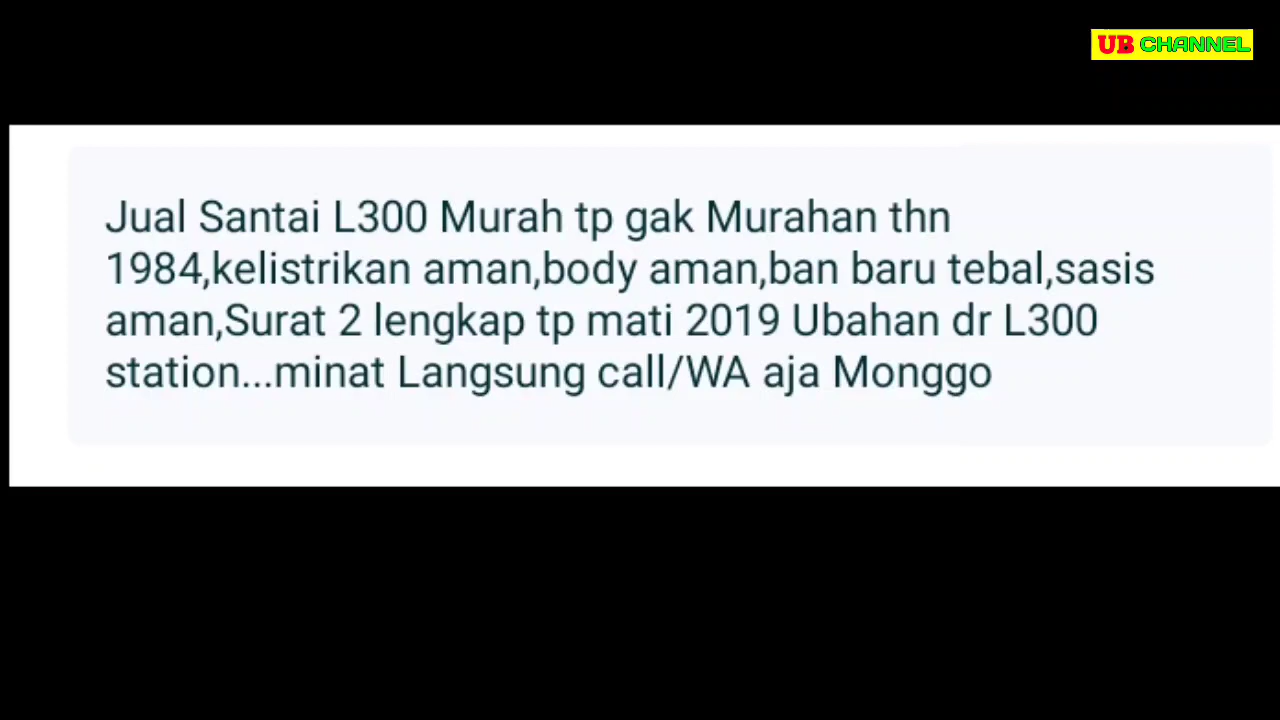 UB CHANNEL
Jual Santai L300 Murah tp gak Murahan thn
1984,kelistrikan aman,body aman,ban baru tebal,sasis
aman,Surat 2 lengkap tp mati 2019 Ubahan dr L300
station...minat Langsung call/WA aja Monggo